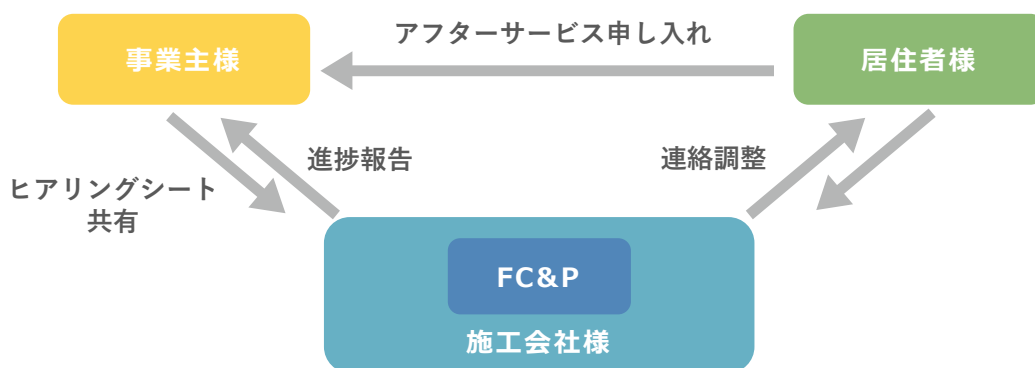 アフターサービス申し入れ
事業主様
居住者様
進捗報告
連絡調整
ヒアリングシート
共有
FC&P
施工会社様